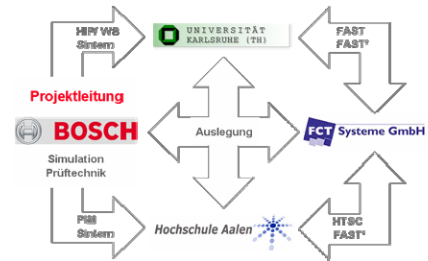 HIP/ WB
Sintern
UNIVERSITÄT
KARLSRUHE (TH)
FAST
FAST²
Projektleitung
BOSCH
Auslegung
FCT Systeme GmbH
Simulation
Prüftechnik
PIM
Sintern
Hochschule Aalen
HTSC
FAST²